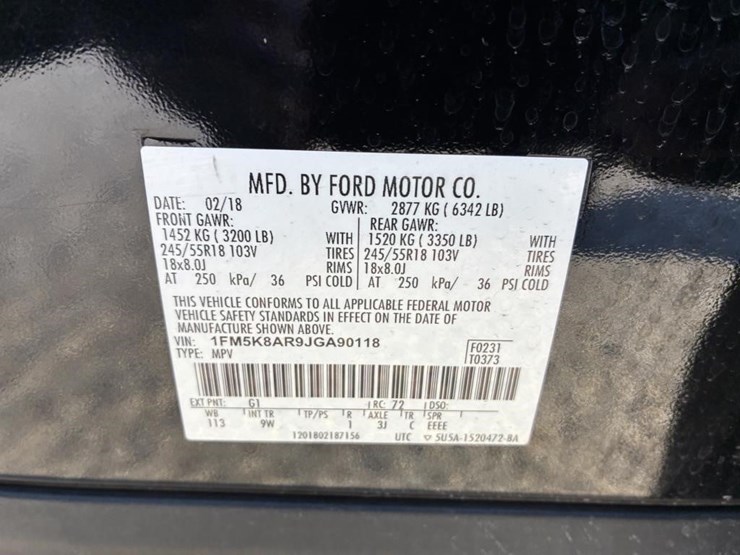 MFD. BY FORD MOTOR CO.
DATE: 02/18 GVWR: 2877 KG ( 6342 LB)
FRONT GAWR: REAR GAWR:
1452 KG ( 3200 LB) WITH 1520 KG ( 3350 LB) WITH
245/55R18 103V TIRES 245/55R18 103V TIRES
18x8.0J RIMS 18x8.0J RIMS
AT 250 kPa/ 36 PSI COLD AT 250 kPa/ 36 PSI COLD
THIS VEHICLE CONFORMS TO ALL APPLICABLE FEDERAL MOTOR
VEHICLE SAFETY STANDARDS IN EFFECT ON THE DATE OF
MANUFACTURE SHOWN ABOVE.
VIN: 1FM5K8AR9JGA90118 F0231
TYPE: MPV T0373
EXT PNT: G1 RC: 72 DSO:
WB INT TR TP/PS R AXLE TR SPR
113 9W 1 3J C EEEE
1201802187156 UTC 5U5A-1520472-BA